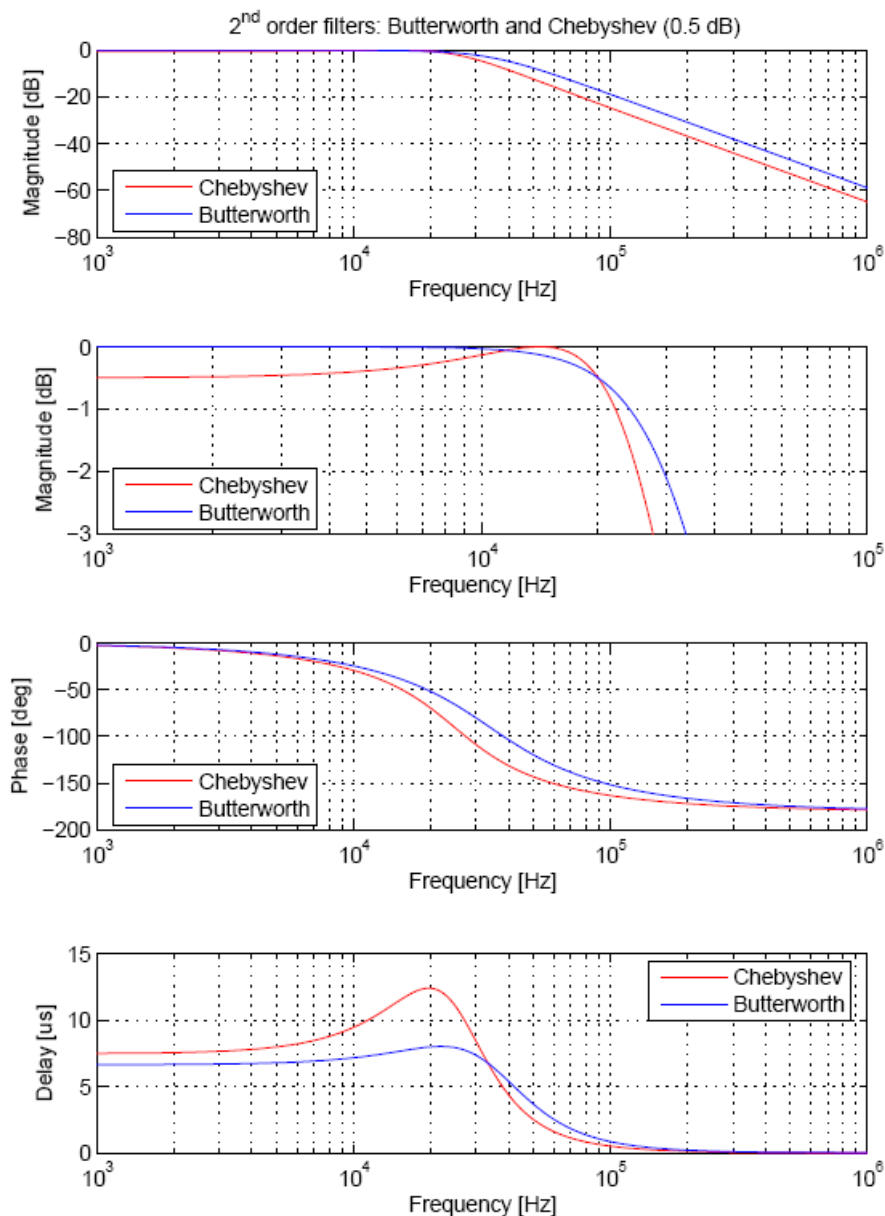 2nd order filters: Butterworth and Chebyshev (0.5 dB)
Magnitude [dB]
0
−20
−40
−60
−80
Chebyshev
Butterworth
10^3 10^4 10^5 10^6
Frequency [Hz]
Magnitude [dB]
0
−1
−2
−3
Chebyshev
Butterworth
10^3 10^4 10^5
Frequency [Hz]
Phase [deg]
0
−50
−100
−150
−200
Chebyshev
Butterworth
10^3 10^4 10^5 10^6
Frequency [Hz]
Delay [us]
15
10
5
0
Chebyshev
Butterworth
10^3 10^4 10^5 10^6
Frequency [Hz]